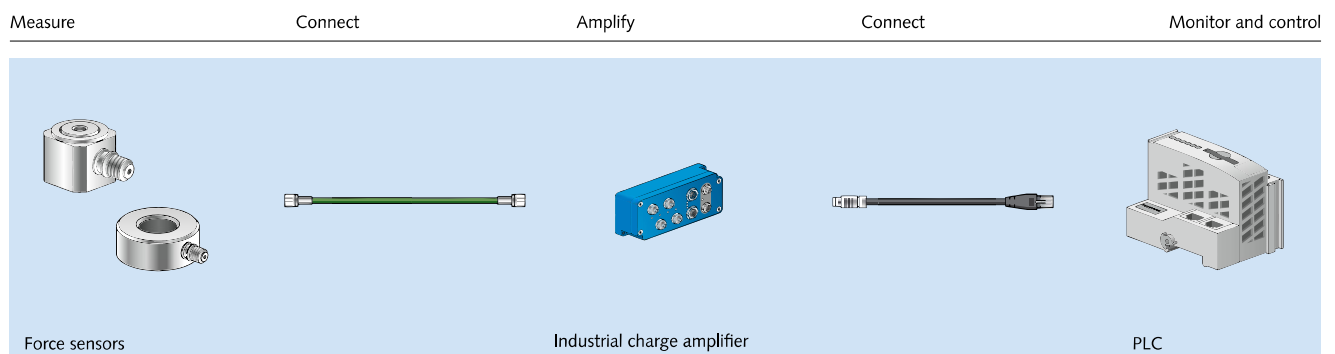 Measure Connect Amplify Connect Monitor and control
Force sensors Industrial charge amplifier PLC